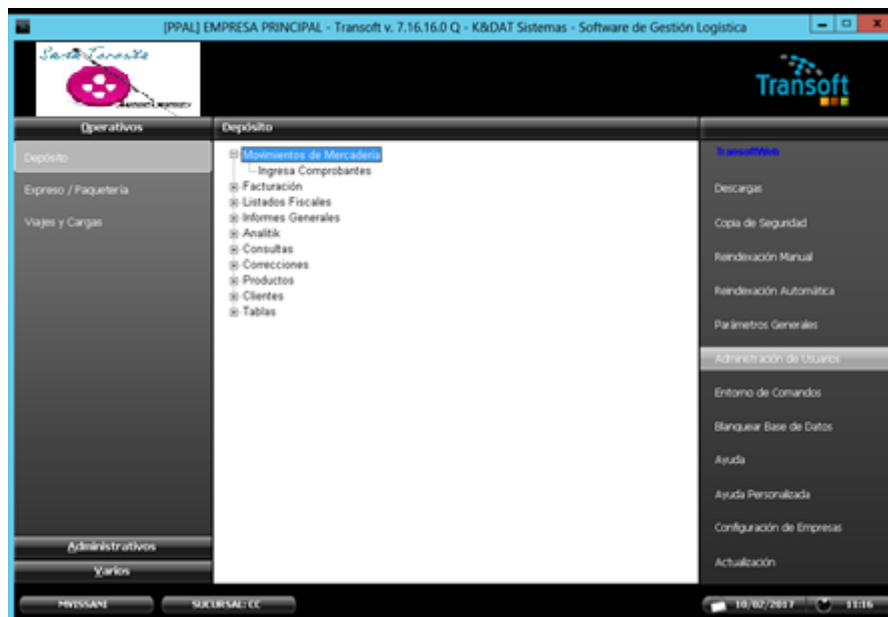 [PPAL] EMPRESA PRINCIPAL - Transoft v. 7.16.16.0 Q - K&DAT Sistemas - Software de Gestión Logística
Transoft
Operativos
Depósito
Depósito
Expreso / Paquetería
Viajes y Cargas
Movimientos de Mercadería
Ingresa Comprobantes
Facturación
Listados Fiscales
Informes Generales
Analitik
Consultas
Correcciones
Productos
Clientes
Tablas
TransoftWeb
Descargas
Copia de Seguridad
Reindexación Manual
Reindexación Automática
Parámetros Generales
Administración de Usuarios
Entorno de Comandos
Blanquear Base de Datos
Ayuda
Ayuda Personalizada
Configuración de Empresas
Actualización
Administrativos
Varios
MVISSANI
SUCURSAL: CC
10/02/2017
11:16